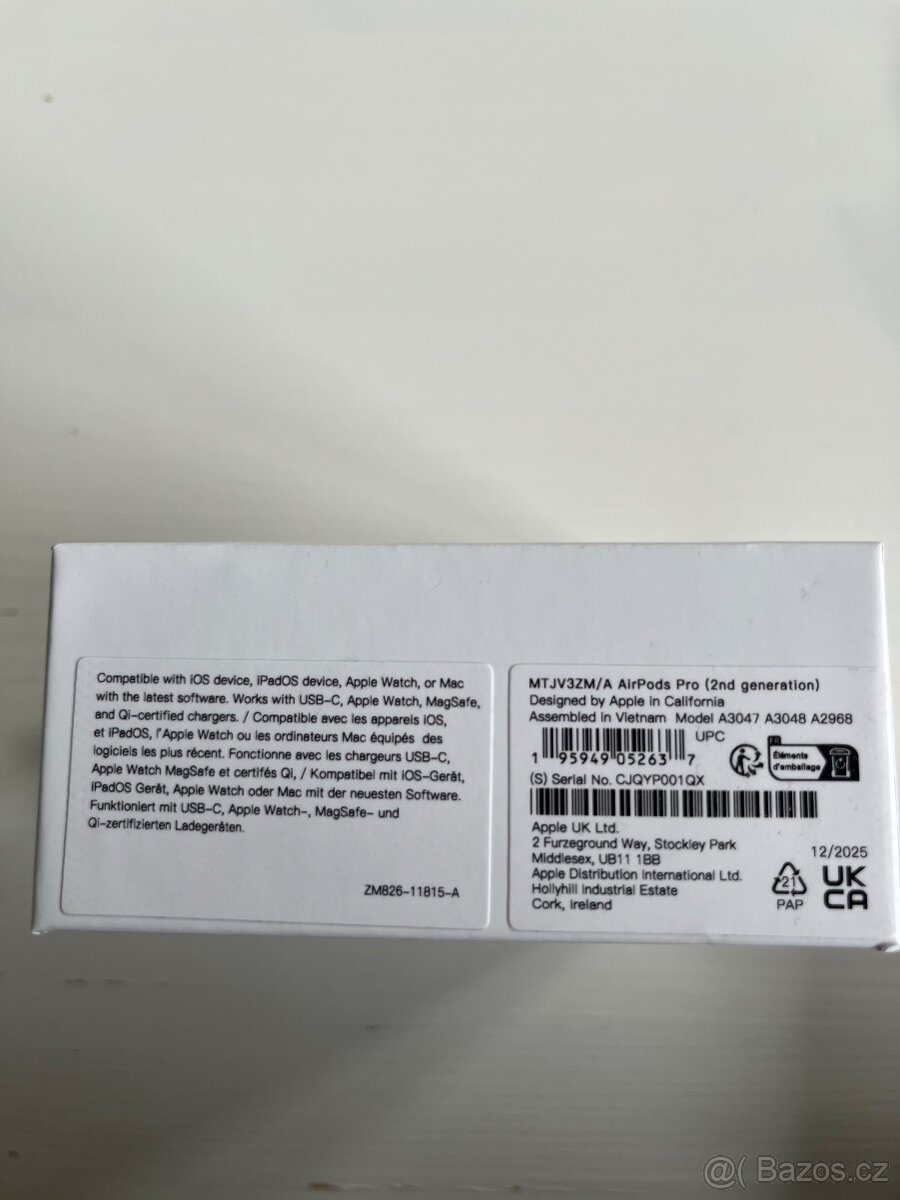 Compatible with iOS device, iPadOS device, Apple Watch, or Mac
with the latest software. Works with USB-C, Apple Watch, MagSafe,
and Qi-certified chargers. / Compatible avec les appareils iOS,
et iPadOS, l'Apple Watch ou les ordinateurs Mac équipés des
logiciels les plus récent. Fonctionne avec les chargeurs USB-C,
Apple Watch MagSafe et certifés Qi, / Kompatibel mit iOS-Gerät,
iPadOS Gerät, Apple Watch oder Mac mit der neuesten Software.
Funktioniert mit USB-C, Apple Watch-, MagSafe- und
Qi-zertifizierten Ladegeräten.
ZM826-11815-A
MTJV3ZM/A AirPods Pro (2nd generation)
Designed by Apple in California
Assembled in Vietnam Model A3047 A3048 A2968
UPC
1 95949 05263 7
FR
Éléments
d'emballage
(S) Serial No. CJQYP001QX
Apple UK Ltd.
2 Furzeground Way, Stockley Park
Middlesex, UB11 1BB
Apple Distribution International Ltd.
Hollyhill Industrial Estate
Cork, Ireland
12/2025
21
PAP
UK
CA
@( Bazos.cz